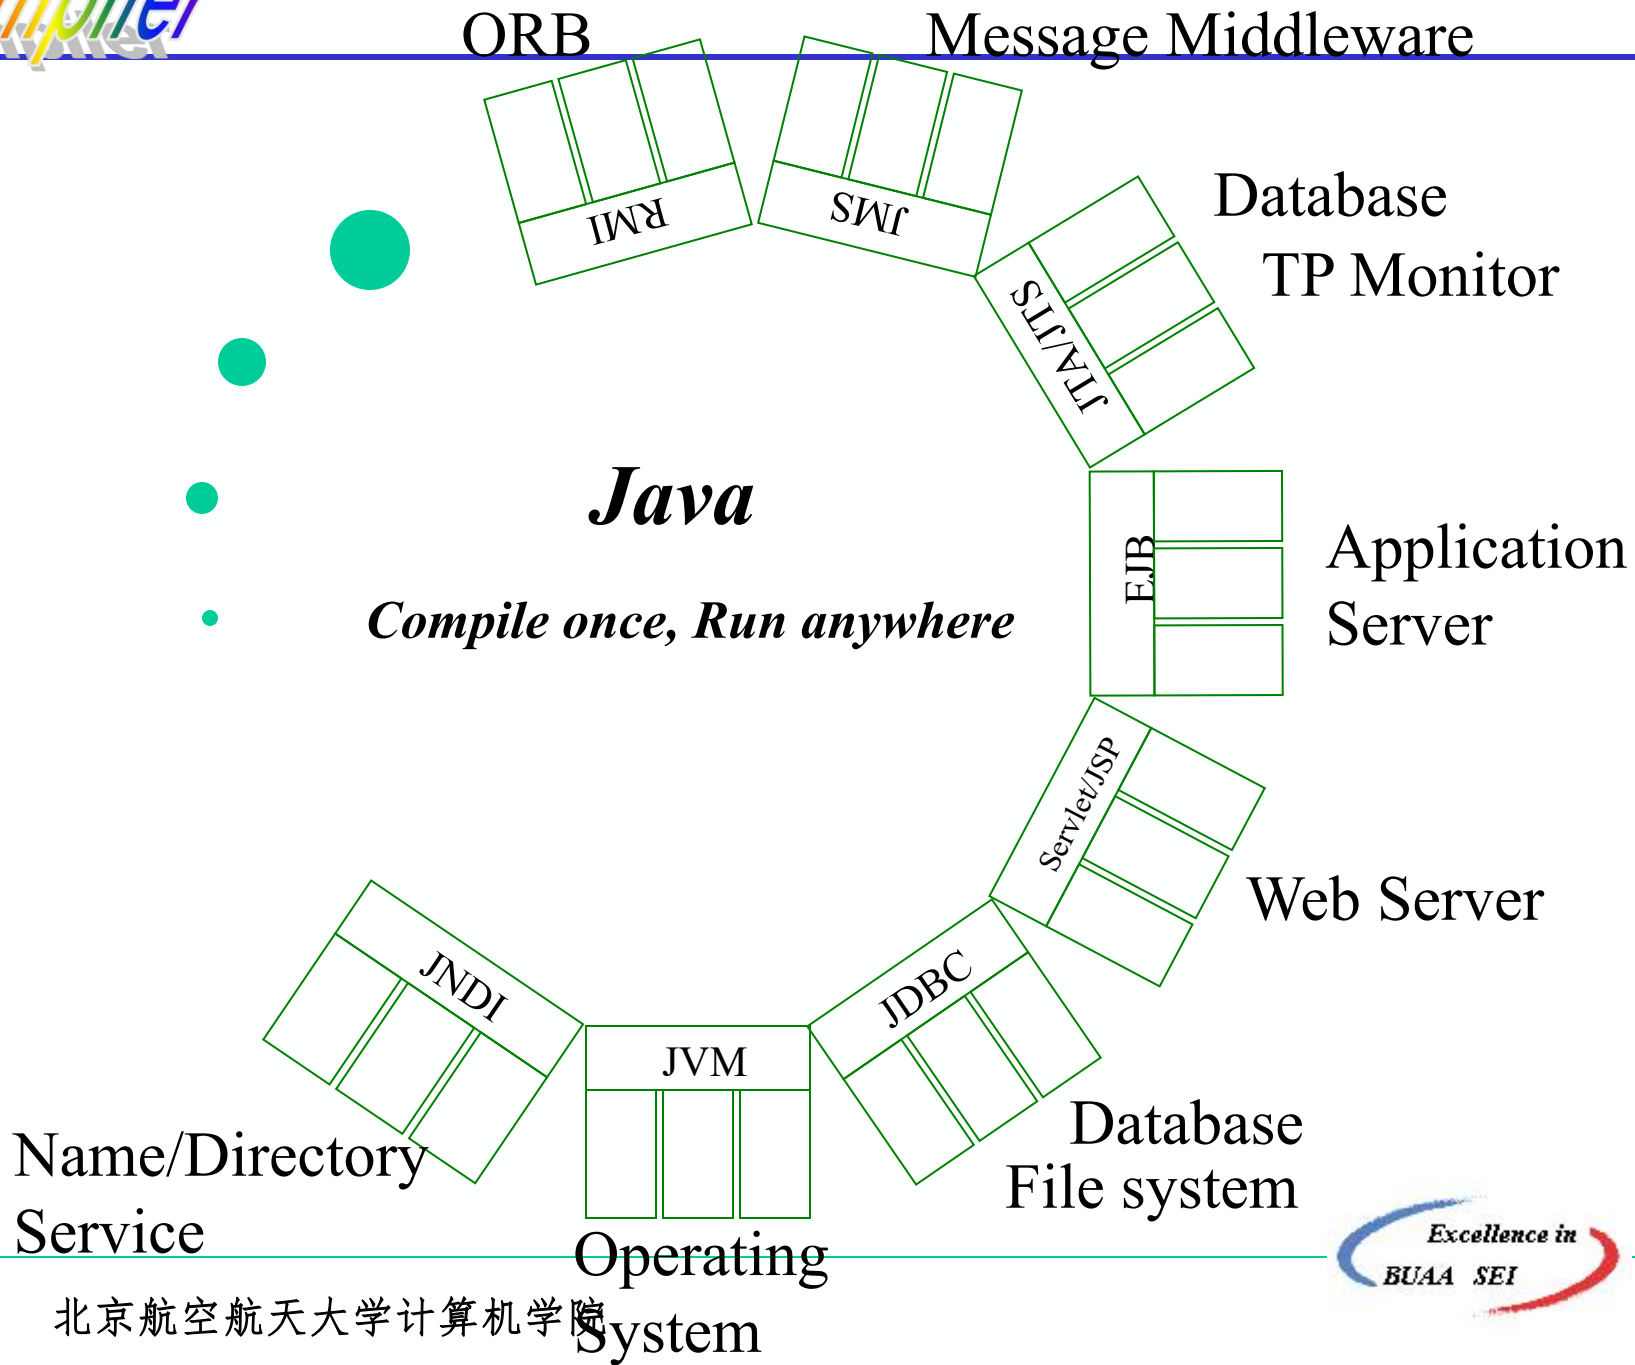 ORB
Message Middleware
RMI
JMS
Database
TP Monitor
JTA/JTS
Java
EJB
Application
Server
Compile once, Run anywhere
Servlet/JSP
Web Server
JNDI
JDBC
JVM
Database
File system
Name/Directory
Service
Operating
System
Excellence in
BUAA SEI
北京航空航天大学计算机学院